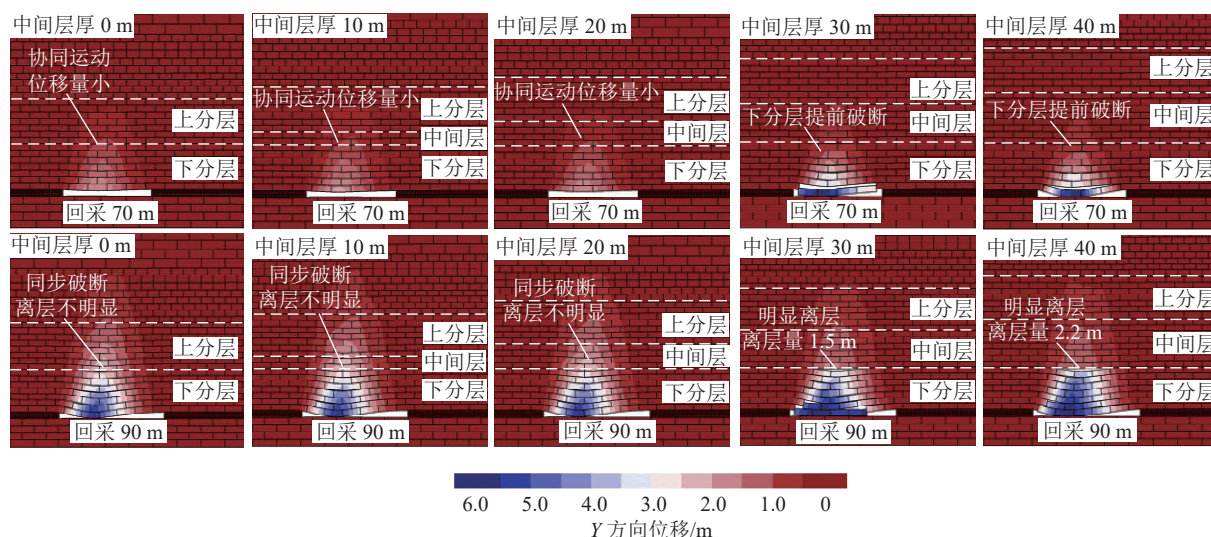 中间层厚 0 m
协同运动
位移量小
上分层
下分层
回采 70 m
中间层厚 10 m
协同运动位移量小
上分层
中间层
下分层
回采 70 m
中间层厚 20 m
协同运动位移量小
上分层
中间层
下分层
回采 70 m
中间层厚 30 m
上分层
下分层提前破断
中间层
下分层
回采 70 m
中间层厚 40 m
上分层
下分层提前破断
中间层
下分层
回采 70 m
中间层厚 0 m
同步破断
离层不明显
上分层
下分层
回采 90 m
中间层厚 10 m
同步破断
离层不明显
上分层
中间层
下分层
回采 90 m
中间层厚 20 m
同步破断
离层不明显
上分层
中间层
下分层
回采 90 m
中间层厚 30 m
上分层
明显离层
离层量 1.5 m
中间层
下分层
回采 90 m
中间层厚 40 m
上分层
明显离层
离层量 2.2 m
中间层
下分层
回采 90 m
6.0 5.0 4.0 3.0 2.0 1.0 0
Y 方向位移/m